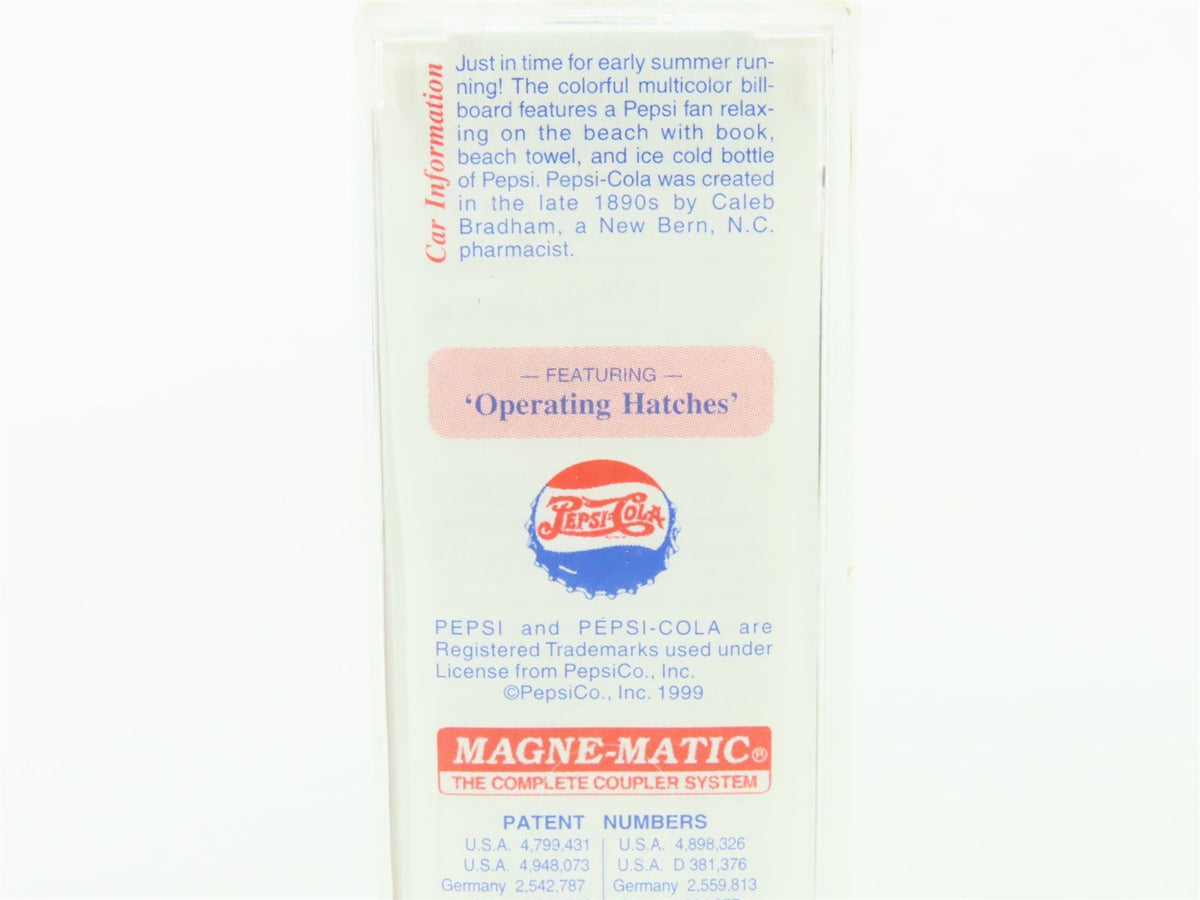 Car Information
Just in time for early summer run-
ning! The colorful multicolor bill-
board features a Pepsi fan relax-
ing on the beach with book,
beach towel, and ice cold bottle
of Pepsi. Pepsi-Cola was created
in the late 1890s by Caleb
Bradham, a New Bern, N.C.
pharmacist.
— FEATURING —
‘Operating Hatches’
PEPSI-COLA
PEPSI and PEPSI-COLA are
Registered Trademarks used under
License from PepsiCo., Inc.
©PepsiCo., Inc. 1999
MAGNE-MATIC®
THE COMPLETE COUPLER SYSTEM
PATENT NUMBERS
U.S.A. 4,799,431 U.S.A. 4,898,326
U.S.A. 4,948,073 U.S.A. D 381,376
Germany 2,542,787 Germany 2,559,813